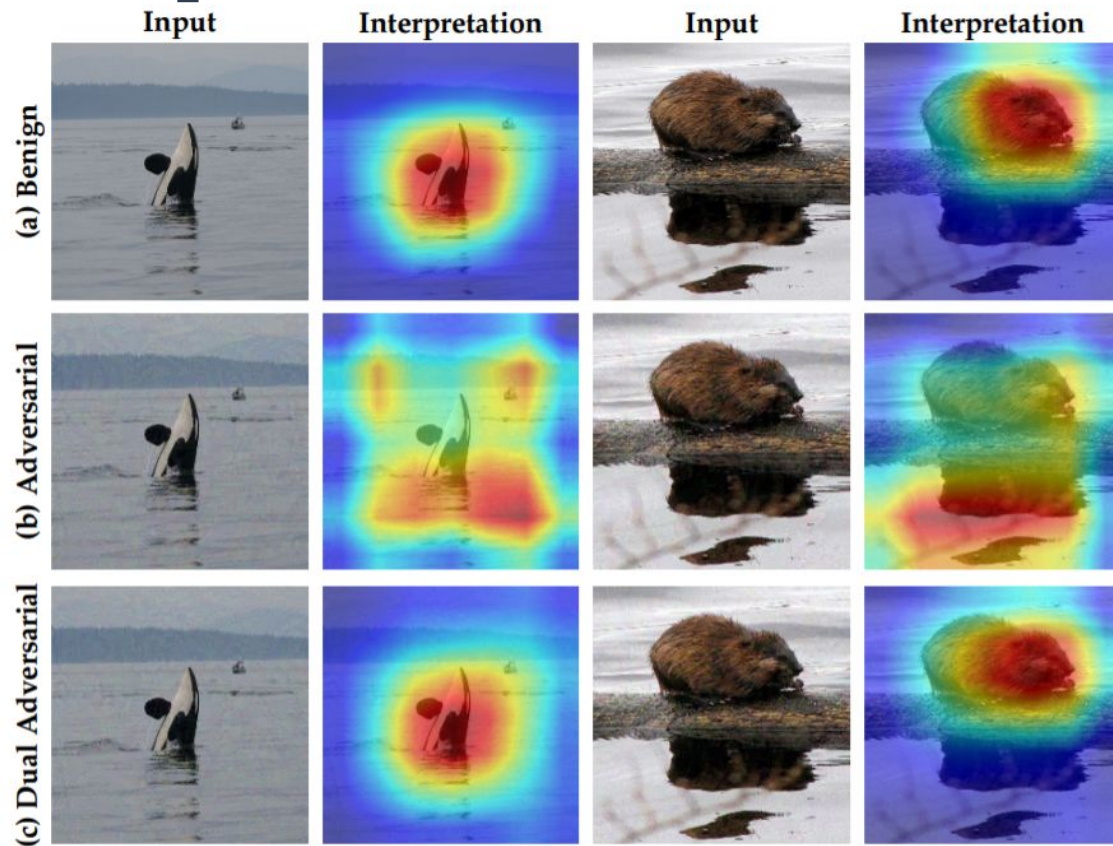 Input Interpretation Input Interpretation
(a) Benign
(b) Adversarial
(c) Dual Adversarial